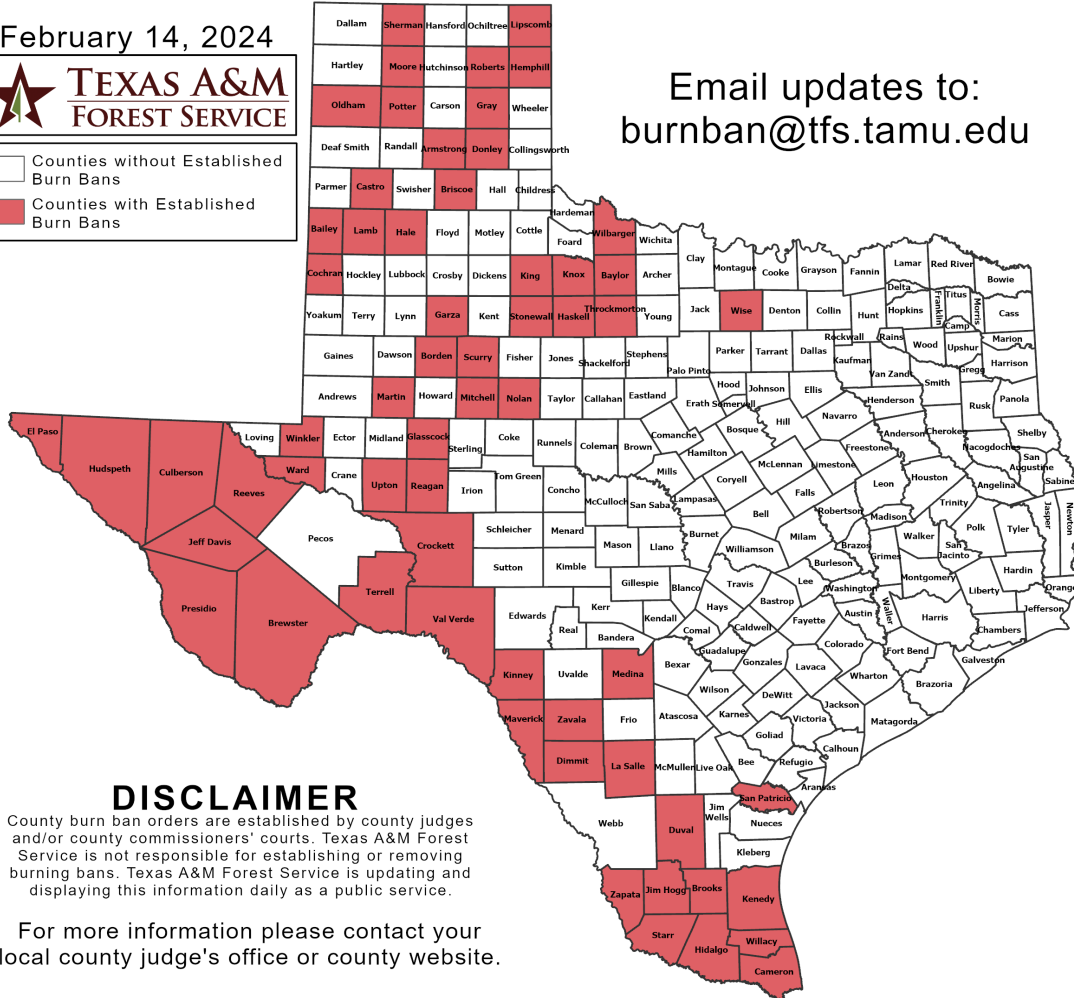 February 14, 2024
TEXAS A&M
FOREST SERVICE
Counties without Established
Burn Bans
Counties with Established
Burn Bans
Email updates to:
burnban@tfs.tamu.edu
Dallam Sherman Hansford Ochiltree Lipscomb
Hartley Moore Hutchinson Roberts Hemphill
Oldham Potter Carson Gray Wheeler
Deaf Smith Randall Armstrong Donley Collingsworth
Parmer Castro Swisher Briscoe Hall Childress
Hardeman
Bailey Lamb Hale Floyd Motley Cottle Foard Wilbarger Wichita Clay
Montague Cooke Grayson Fannin Lamar Red River Bowie
Cochran Hockley Lubbock Crosby Dickens King Knox Baylor Archer
Delta Franklin Titus Morris
Yoakum Terry Lynn Garza Kent Stonewall Haskell Throckmorton Young Jack Wise Denton Collin Hunt Hopkins Camp Cass
Rockwall Rains Wood Upshur Marion
Gaines Dawson Borden Scurry Fisher Jones Shackelford Stephens Palo Pinto Parker Tarrant Dallas Kaufman Van Zandt Gregg Harrison
Andrews Martin Howard Mitchell Nolan Taylor Callahan Eastland Erath Hood Somervell Johnson Ellis Henderson Smith Rusk Panola
El Paso Hudspeth Culberson Reeves Loving Winkler Ector Midland Glasscock Sterling Coke Runnels Coleman Brown Comanche Bosque Hill Navarro Anderson Cherokee Nacogdoches Shelby
Ward Crane Upton Reagan Irion Tom Green Concho McCulloch San Saba Mills Hamilton Lampasas Coryell McLennan Limestone Freestone Leon Houston Angelina San Augustine Sabine
Jeff Davis Pecos Crockett Schleicher Menard Mason Llano Burnet Bell Falls Robertson Madison Trinity Polk Tyler Jasper Newton
Sutton Kimble Gillespie Blanco Williamson Milam Burleson Brazos Grimes Walker San Jacinto Hardin
Presidio Brewster Terrell Val Verde Edwards Real Kerr Bandera Kendall Hays Travis Bastrop Lee Washington Montgomery Liberty Orange
Comal Caldwell Fayette Austin Waller Harris Chambers Jefferson
Kinney Uvalde Medina Bexar Guadalupe Gonzales Lavaca Colorado Fort Bend Galveston
Maverick Zavala Frio Atascosa Wilson Karnes DeWitt Victoria Jackson Wharton Matagorda Brazoria
Dimmit La Salle McMullen Live Oak Bee Goliad Refugio Calhoun Aransas
Webb Duval Jim Wells San Patricio Nueces
Kleberg
Zapata Jim Hogg Brooks Kenedy
Starr Hidalgo Willacy
Cameron
DISCLAIMER
County burn ban orders are established by county judges
and/or county commissioners' courts. Texas A&M Forest
Service is not responsible for establishing or removing
burning bans. Texas A&M Forest Service is updating and
displaying this information daily as a public service.
For more information please contact your
local county judge's office or county website.